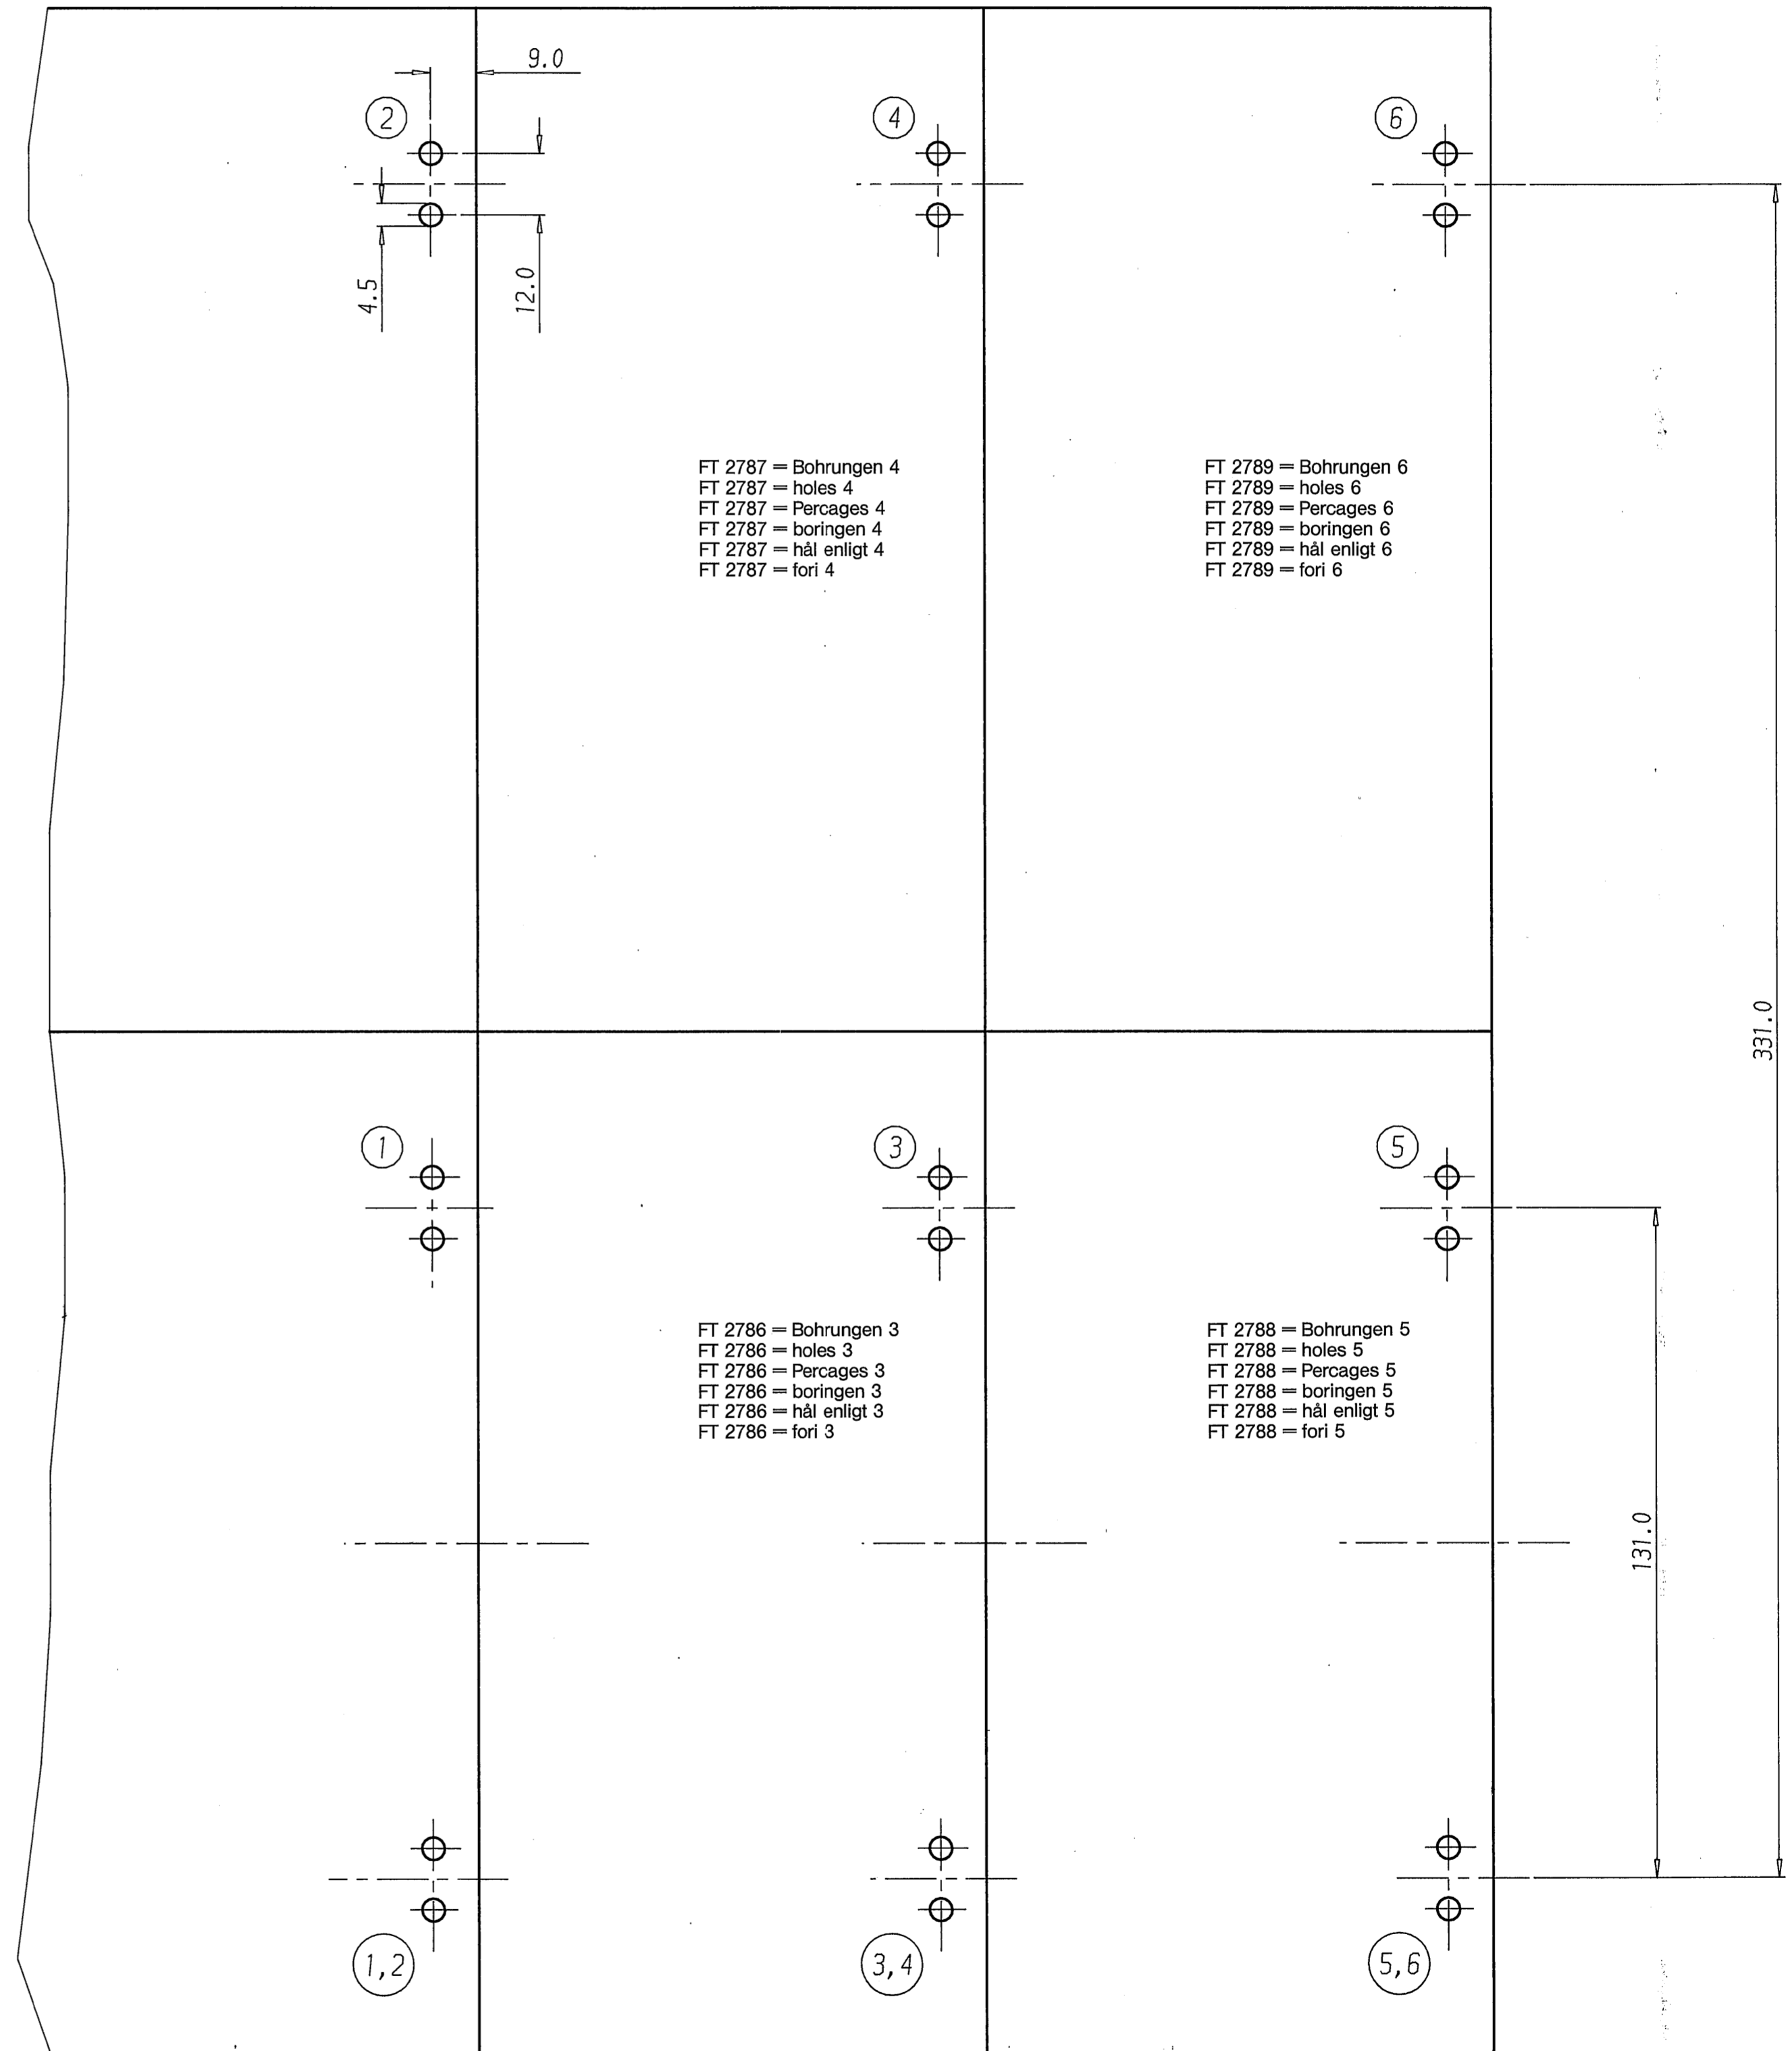 9.0
2
4
6
4.5
12.0
FT 2787 = Bohrungen 4
FT 2787 = holes 4
FT 2787 = Percages 4
FT 2787 = boringen 4
FT 2787 = hål enligt 4
FT 2787 = fori 4
FT 2789 = Bohrungen 6
FT 2789 = holes 6
FT 2789 = Percages 6
FT 2789 = boringen 6
FT 2789 = hål enligt 6
FT 2789 = fori 6
331.0
1
3
5
FT 2786 = Bohrungen 3
FT 2786 = holes 3
FT 2786 = Percages 3
FT 2786 = boringen 3
FT 2786 = hål enligt 3
FT 2786 = fori 3
FT 2788 = Bohrungen 5
FT 2788 = holes 5
FT 2788 = Percages 5
FT 2788 = boringen 5
FT 2788 = hål enligt 5
FT 2788 = fori 5
131.0
1,2
3,4
5,6